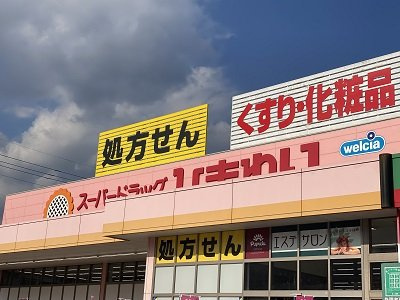 処方せん
くすり・化粧品
welcia
スーパードラッグひまわり
処方せん
エステ サロン